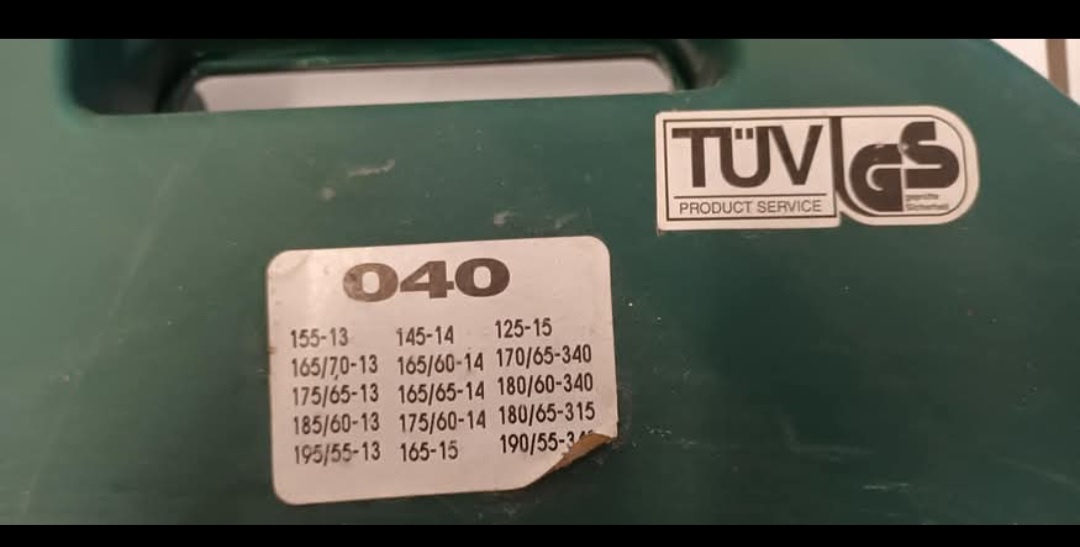 TÜV GS
PRODUCT SERVICE
geprüfte
Sicherheit
040
155-13 145-14 125-15
165/70-13 165/60-14 170/65-340
175/65-13 165/65-14 180/60-340
185/60-13 175/60-14 180/65-315
195/55-13 165-15